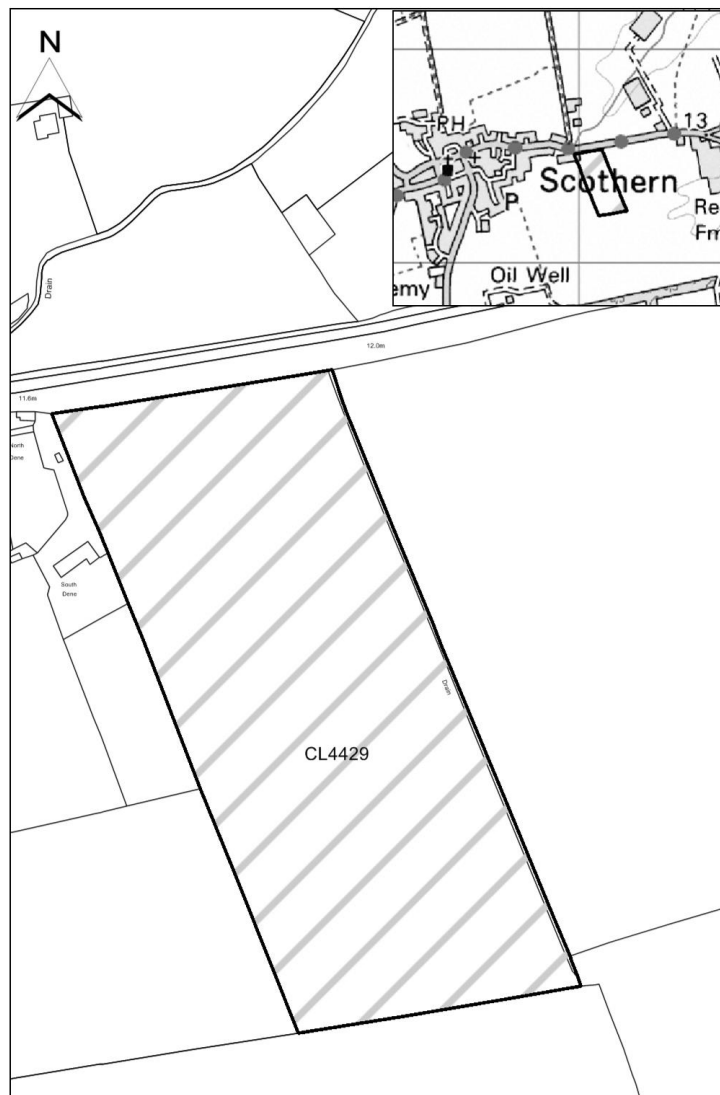 N
PH
13
Scothern
P
Re
Fm
Oil Well
emy
Drain
12.0m
11.6m
North
Dene
South
Dene
Drain
CL4429